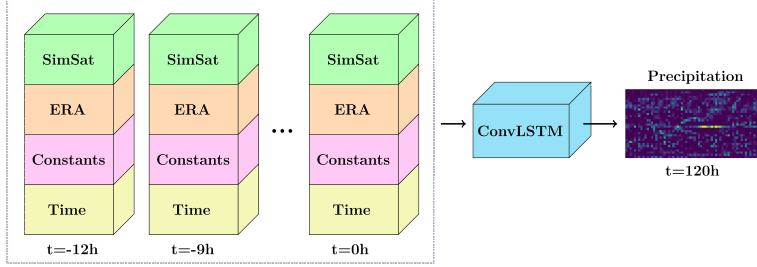 SimSat
ERA
Constants
Time
t=-12h
SimSat
ERA
Constants
Time
t=-9h
...
SimSat
ERA
Constants
Time
t=0h
ConvLSTM
Precipitation
t=120h